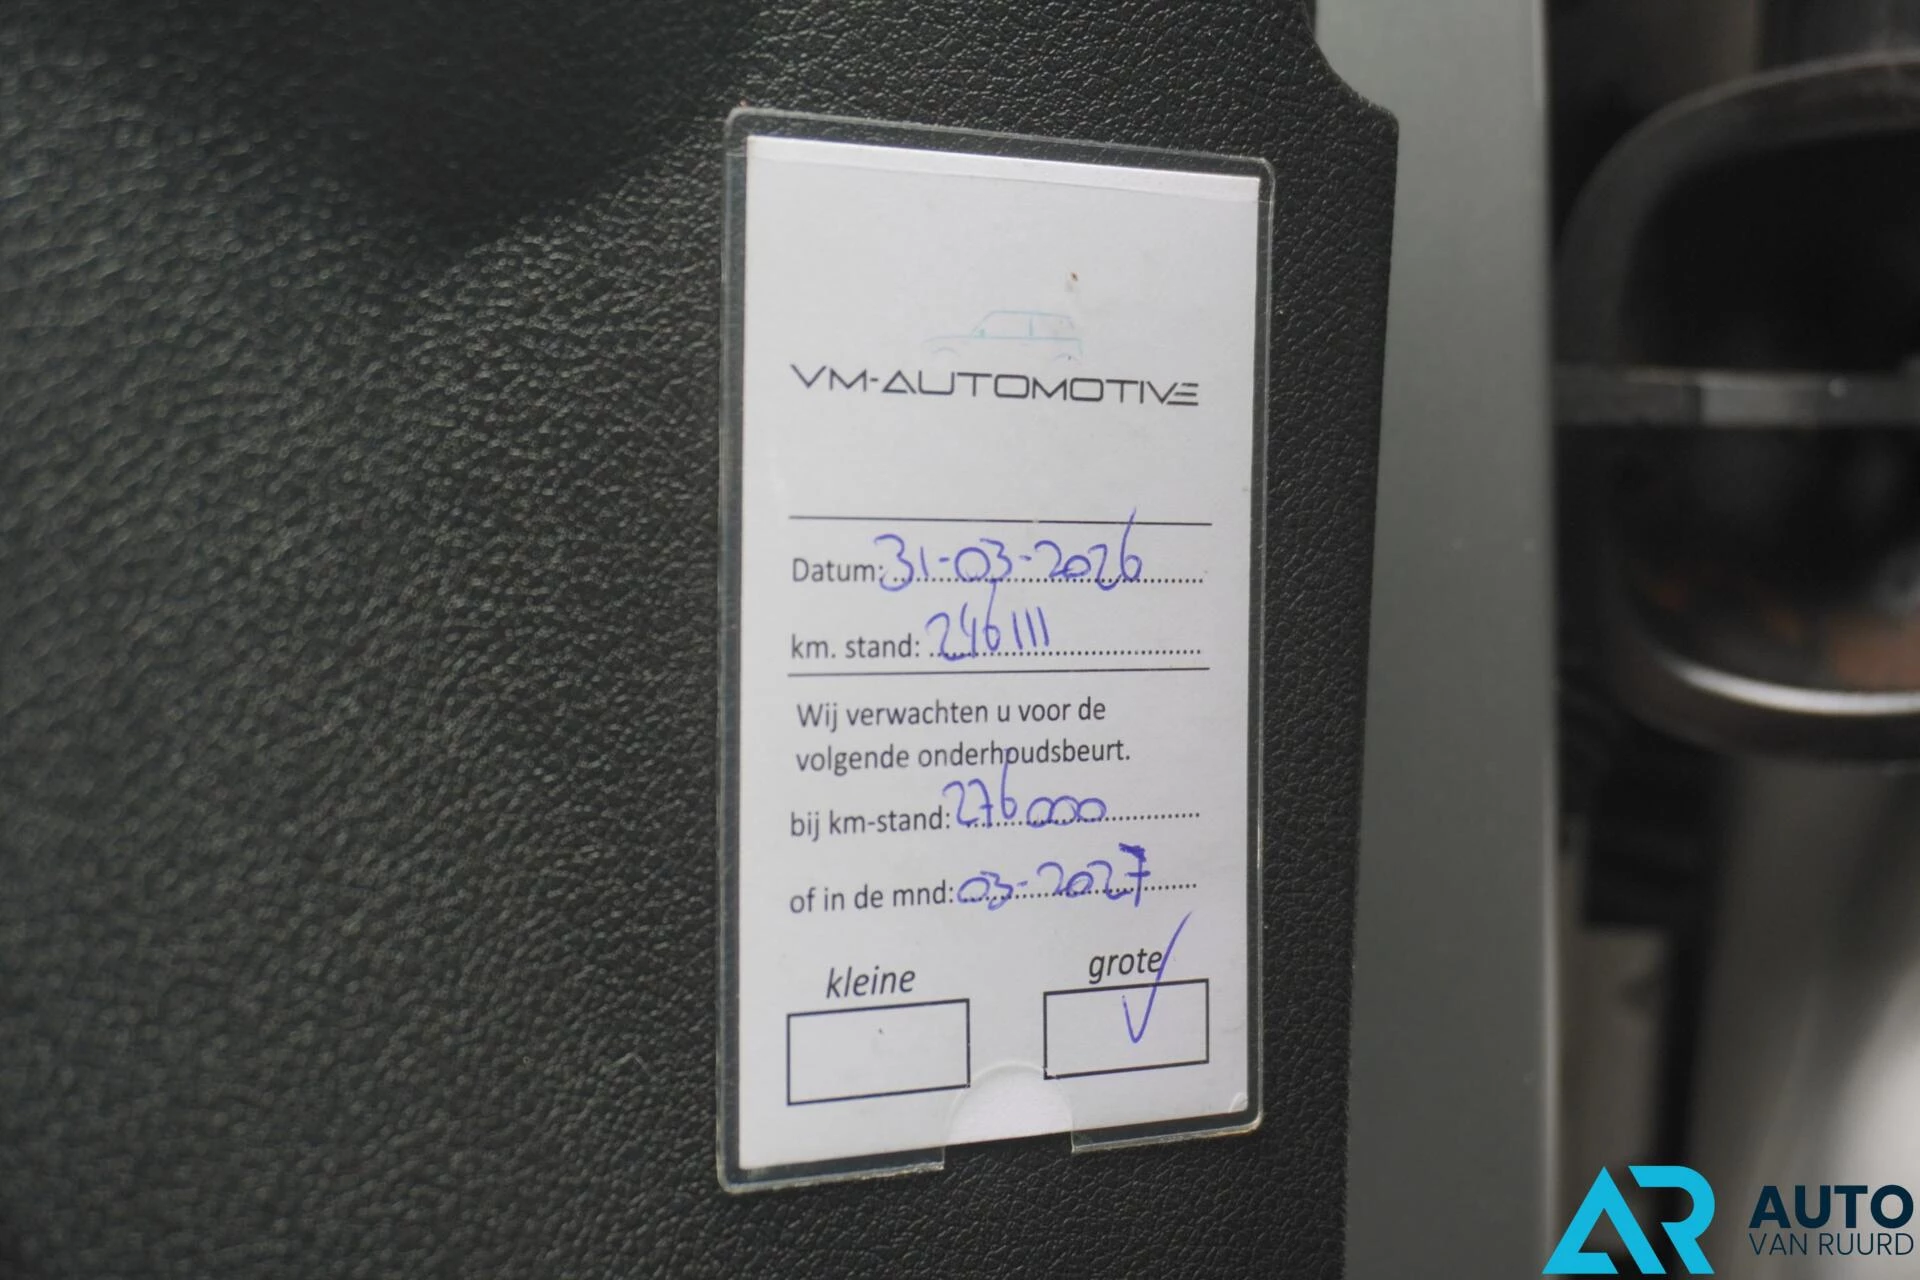 VM-AUTOMOTIVE
Datum: 31-03-2026
km. stand: 246111
Wij verwachten u voor de
volgende onderhoudsbeurt.
bij km-stand: 276000
of in de mnd: 03-2027
kleine
grote
AR AUTO
VAN RUURD